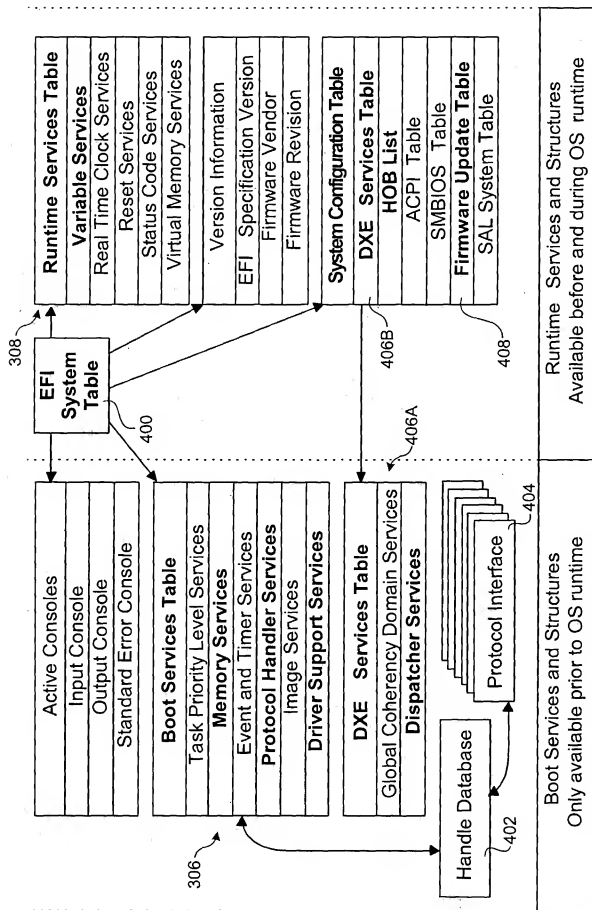 Active Consoles
Input Console
Output Console
Standard Error Console
EFI
System
Table
400
308
Runtime Services Table
Variable Services
Real Time Clock Services
Reset Services
Status Code Services
Virtual Memory Services
Boot Services Table
Task Priority Level Services
Memory Services
Event and Timer Services
Protocol Handler Services
Image Services
Driver Support Services
306
Version Information
EFI Specification Version
Firmware Vendor
Firmware Revision
DXE Services Table
Global Coherency Domain Services
Dispatcher Services
406A
System Configuration Table
DXE Services Table
HOB List
ACPI Table
SMBIOS Table
Firmware Update Table
SAL System Table
406B
408
Handle Database
402
Protocol Interface
404
Boot Services and Structures
Only available prior to OS runtime
Runtime Services and Structures
Available before and during OS runtime